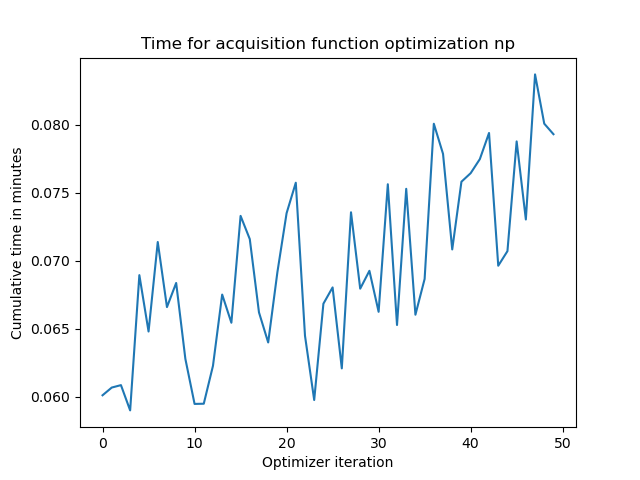 Time for acquisition function optimization np
Cumulative time in minutes
0.080
0.075
0.070
0.065
0.060
0 10 20 30 40 50
Optimizer iteration